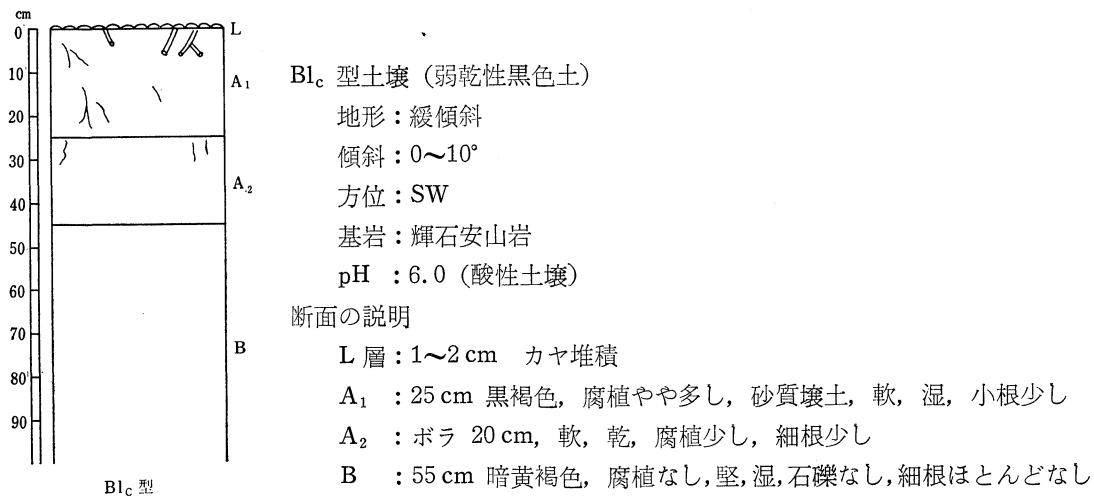 cm
0
10
20
30
40
50
60
70
80
90
L
A₁
A₂
B
Blc 型
Blc 型土壌 (弱乾性黒色土)
地形:緩傾斜
傾斜:0〜10°
方位:SW
基岩:輝石安山岩
pH :6.0 (酸性土壌)
断面の説明
L 層:1〜2 cm カヤ堆積
A₁ :25 cm 黒褐色, 腐植やや多し, 砂質壌土, 軟, 湿, 小根少し
A₂ :ボラ 20 cm, 軟, 乾, 腐植少し, 細根少し
B :55 cm 暗黄褐色, 腐植なし, 堅, 湿, 石礫なし, 細根ほとんどなし